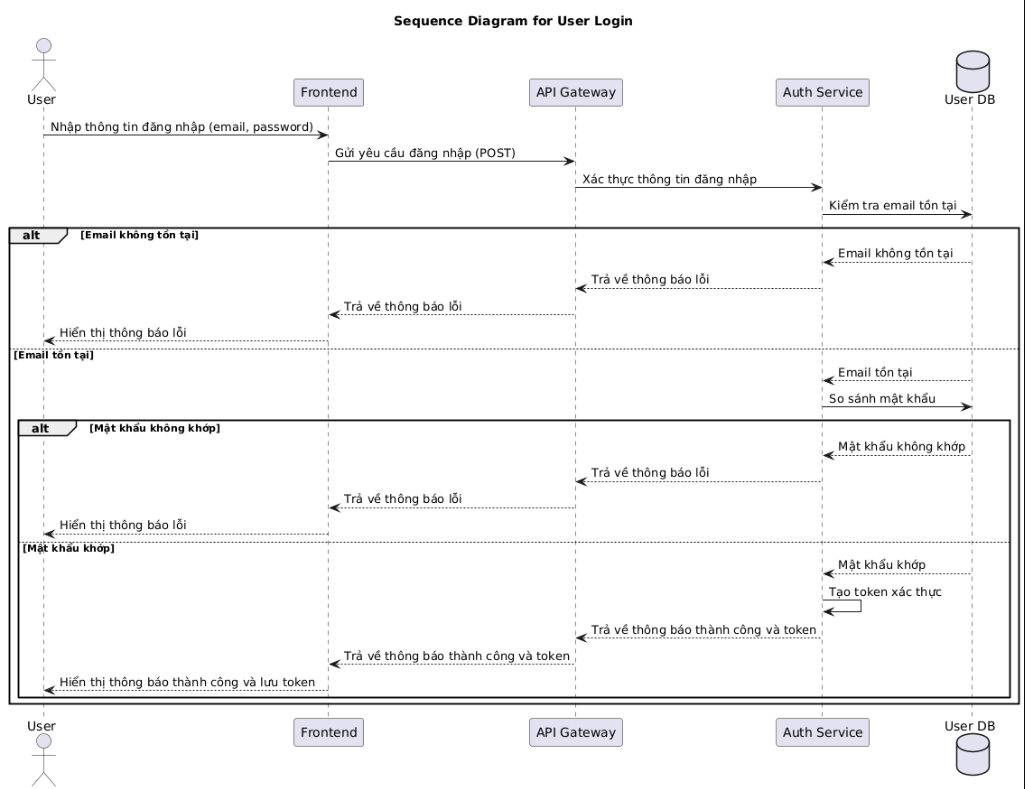 Sequence Diagram for User Login
User
Frontend
API Gateway
Auth Service
User DB
Nhập thông tin đăng nhập (email, password)
Gửi yêu cầu đăng nhập (POST)
Xác thực thông tin đăng nhập
Kiểm tra email tồn tại
alt [Email không tồn tại]
Email không tồn tại
Trả về thông báo lỗi
Trả về thông báo lỗi
Hiển thị thông báo lỗi
[Email tồn tại]
Email tồn tại
So sánh mật khẩu
alt [Mật khẩu không khớp]
Mật khẩu không khớp
Trả về thông báo lỗi
Trả về thông báo lỗi
Hiển thị thông báo lỗi
[Mật khẩu khớp]
Mật khẩu khớp
Tạo token xác thực
Trả về thông báo thành công và token
Trả về thông báo thành công và token
Hiển thị thông báo thành công và lưu token
User
Frontend
API Gateway
Auth Service
User DB